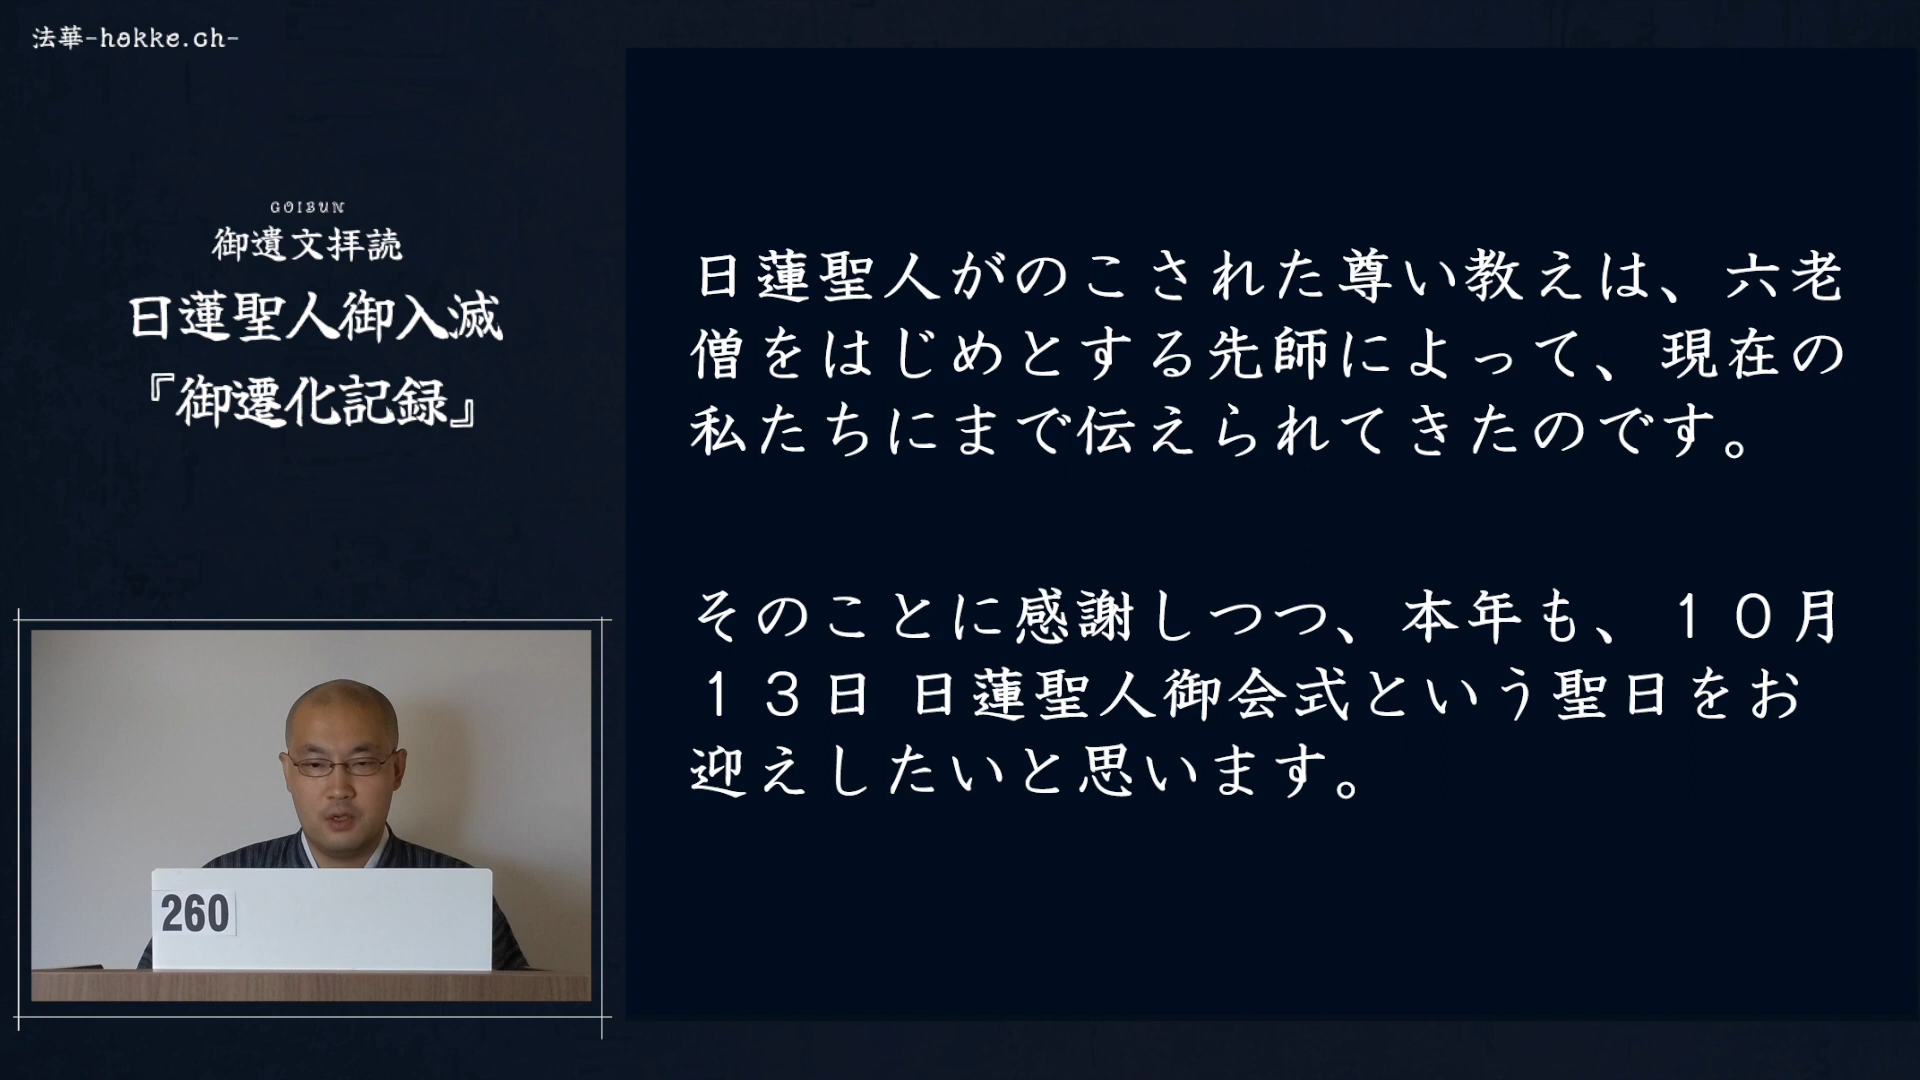 法華-hokke.ch-
GOIBUN
御遺文拝読
日蓮聖人御入滅
『御遷化記録』
日蓮聖人がのこされた尊い教えは、六老
僧をはじめとする先師によって、現在の
私たちにまで伝えられてきたのです。
そのことに感謝しつつ、本年も、１０月
１３日 日蓮聖人御会式という聖日をお
迎えしたいと思います。
260